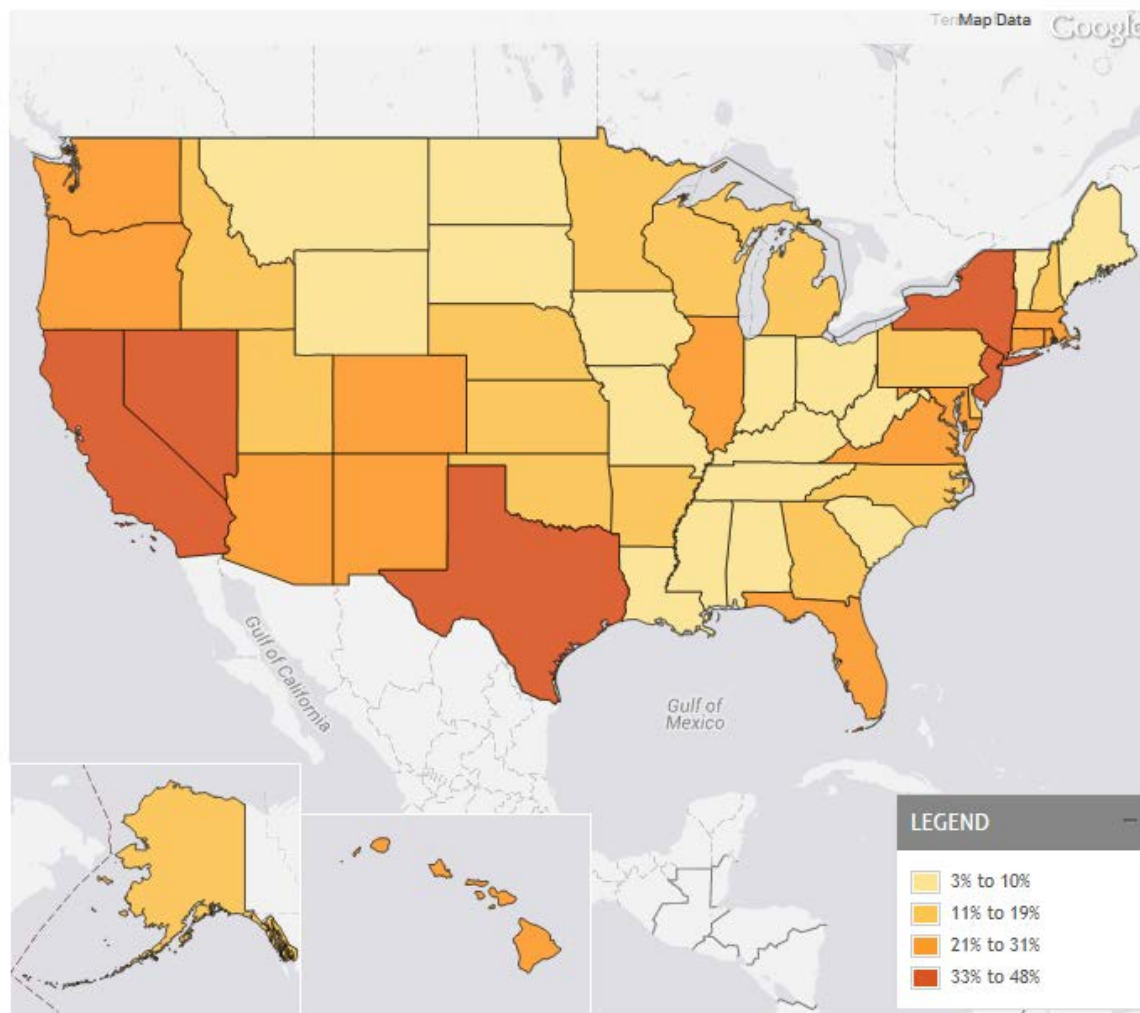 Map Data
Google
Gulf of California
Gulf of
Mexico
LEGEND
3% to 10%
11% to 19%
21% to 31%
33% to 48%